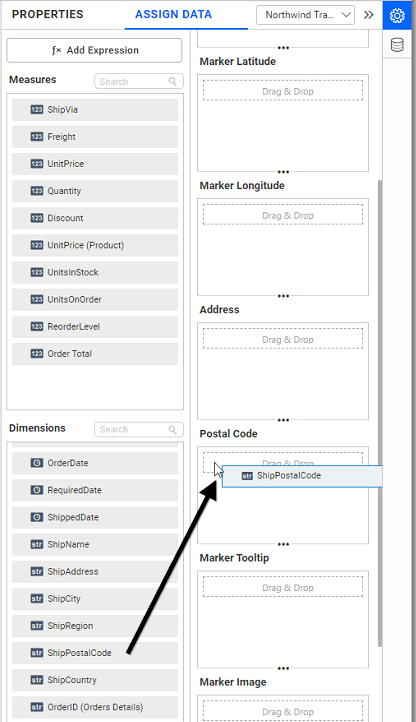 PROPERTIES
ASSIGN DATA
Northwind Tra...
ƒx Add Expression
Measures
Search
123 ShipVia
123 Freight
123 UnitPrice
123 Quantity
123 Discount
123 UnitPrice (Product)
123 UnitsInStock
123 UnitsOnOrder
123 ReorderLevel
123 Order Total
Dimensions
Search
OrderDate
RequiredDate
ShippedDate
str ShipName
str ShipAddress
str ShipCity
str ShipRegion
str ShipPostalCode
str ShipCountry
str OrderID (Orders Details)
Marker Latitude
Drag & Drop
Marker Longitude
Drag & Drop
Address
Drag & Drop
Postal Code
str ShipPostalCode
Marker Tooltip
Drag & Drop
Marker Image
Drag & Drop